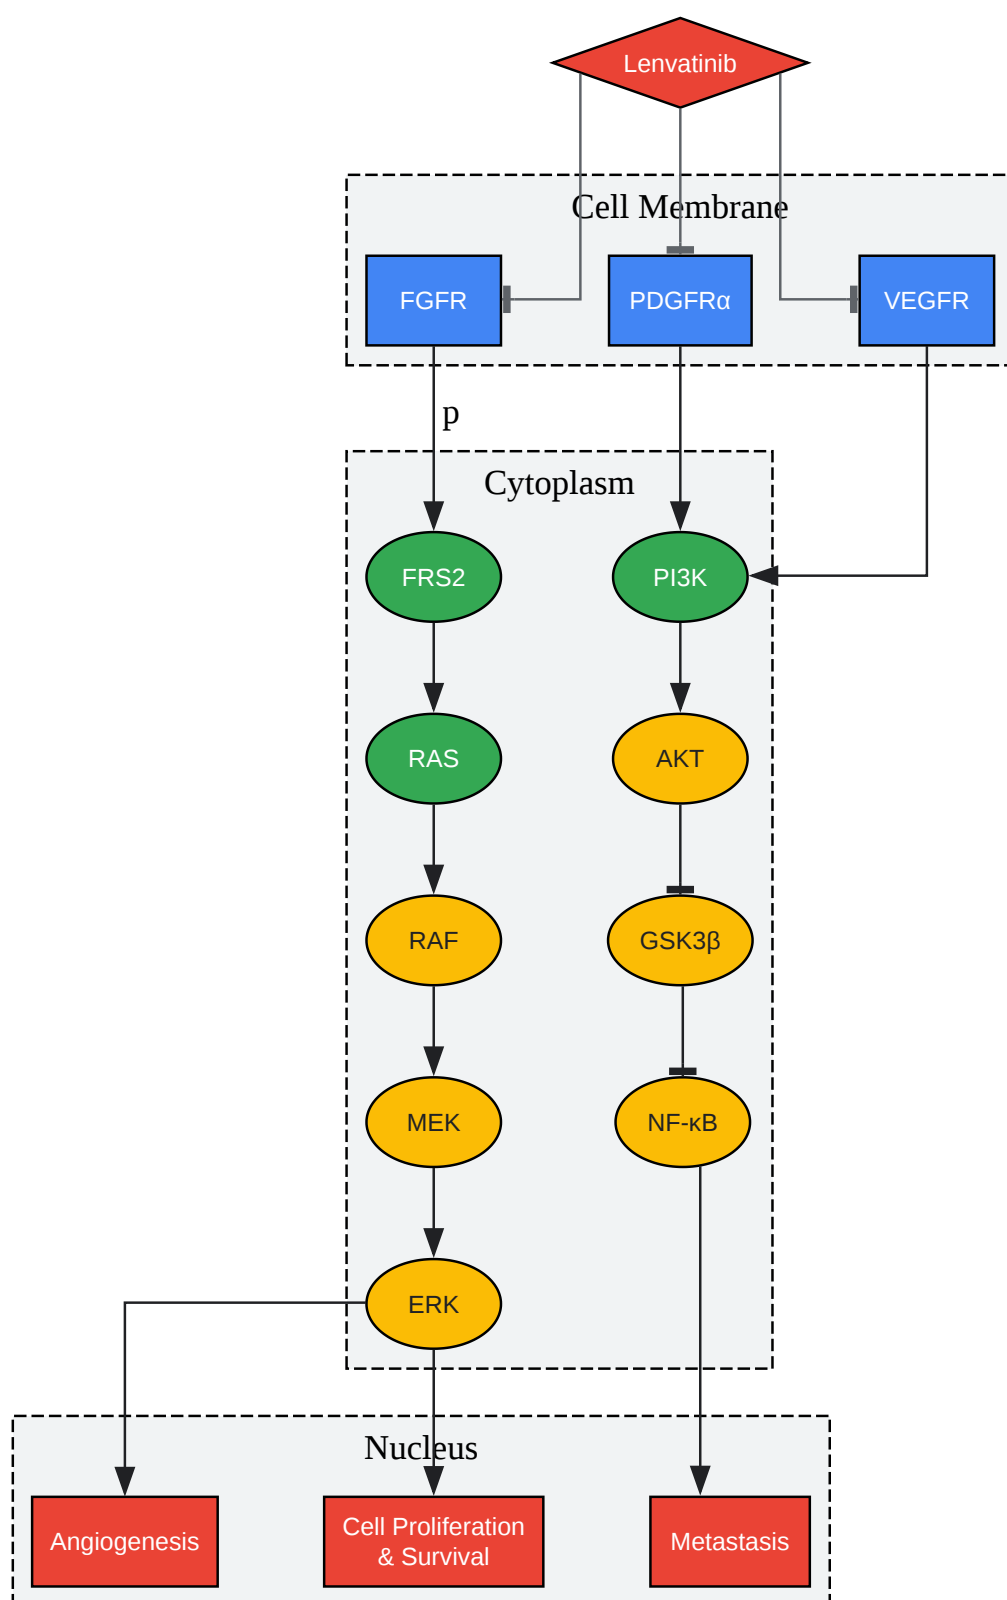 Lenvatinib
Cell Membrane
FGFR
PDGFRα
VEGFR
p
Cytoplasm
FRS2
PI3K
RAS
AKT
RAF
GSK3β
MEK
NF-κB
ERK
Nucleus
Angiogenesis
Cell Proliferation
& Survival
Metastasis